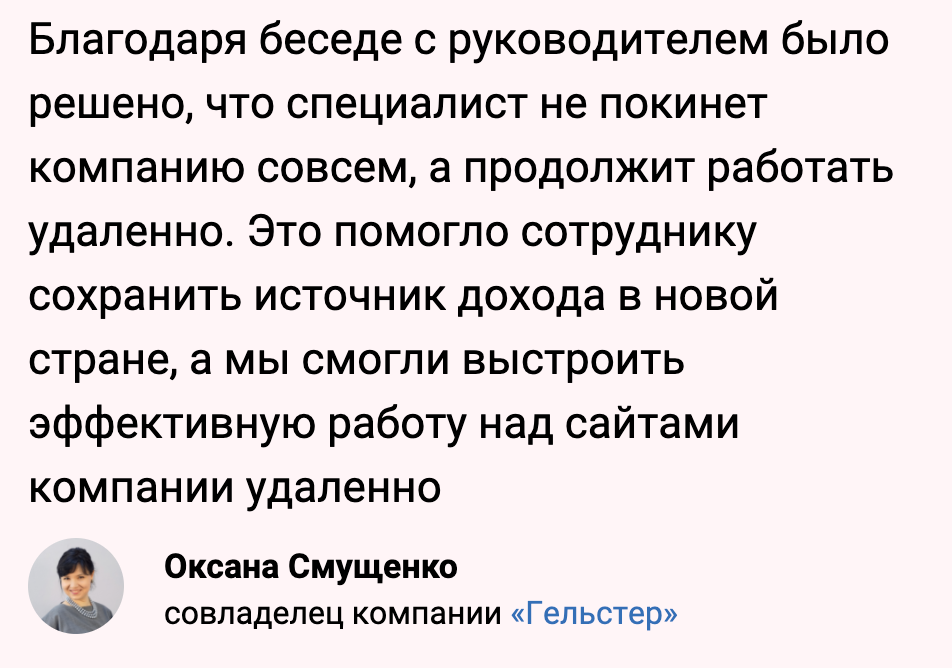 Благодаря беседе с руководителем было
решено, что специалист не покинет
компанию совсем, а продолжит работать
удаленно. Это помогло сотруднику
сохранить источник дохода в новой
стране, а мы смогли выстроить
эффективную работу над сайтами
компании удаленно
Оксана Смущенко
совладелец компании «Гельстер»